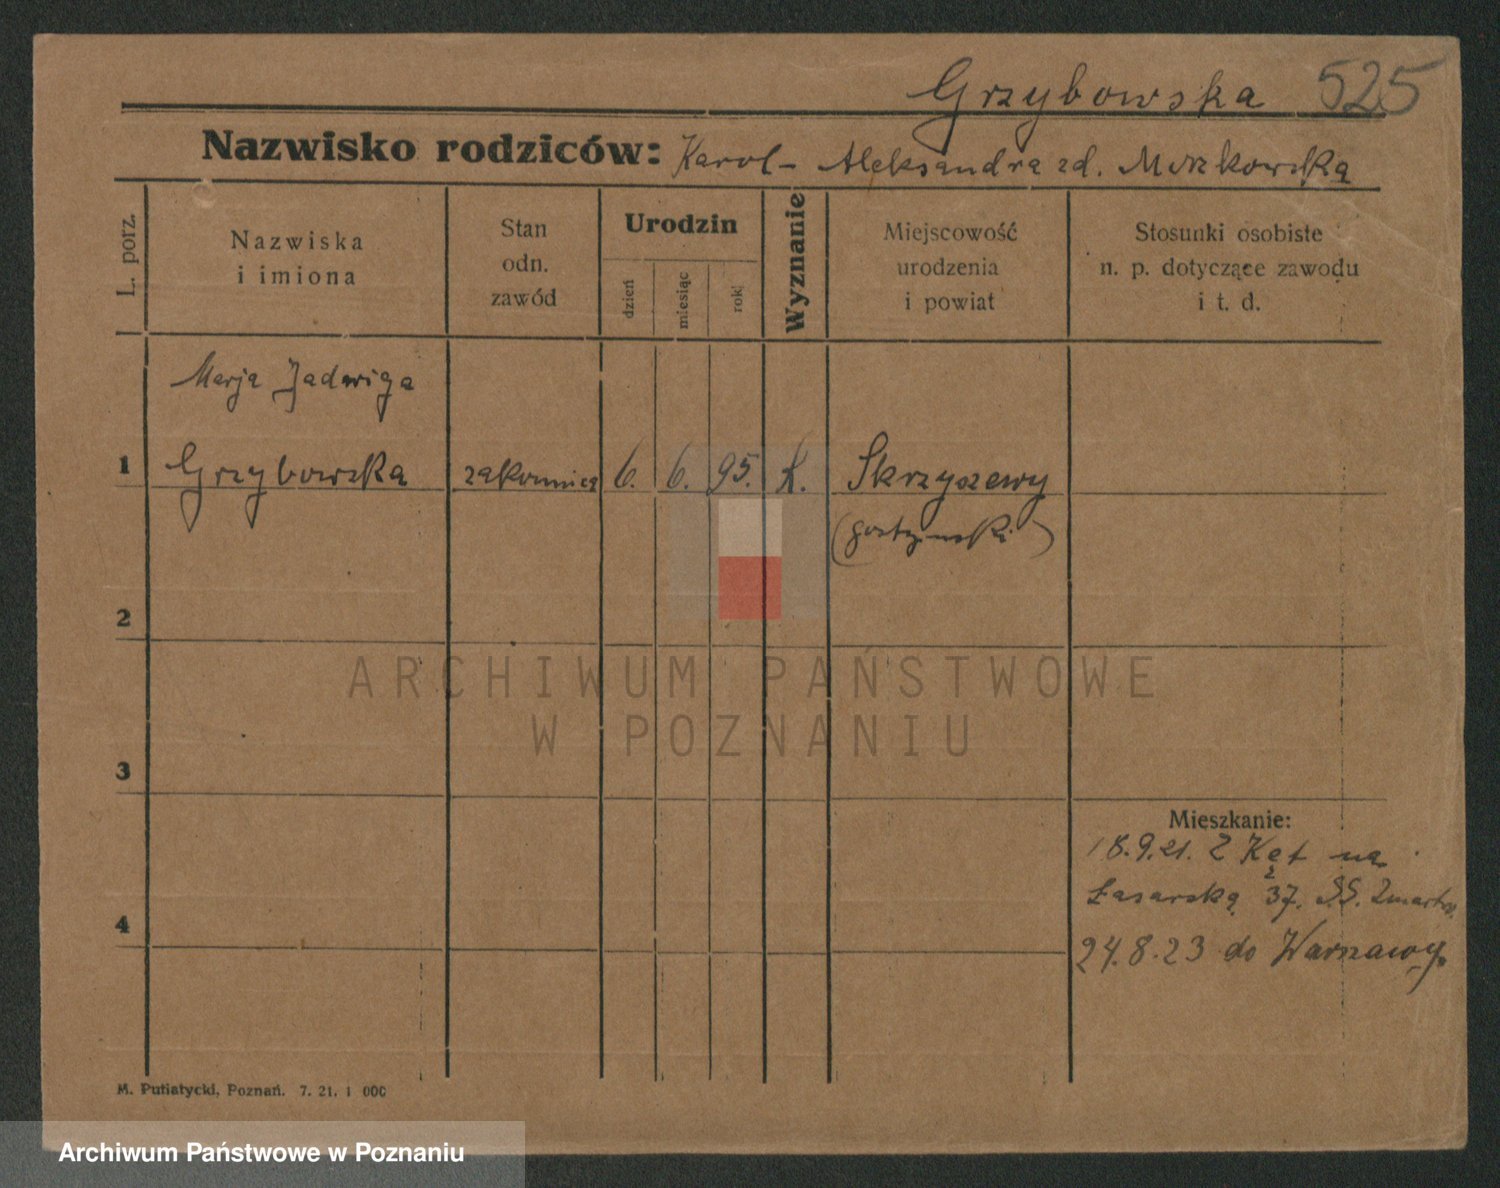 Grzybowska 525
Nazwisko rodziców: Karol - Aleksandra zd.
L. porz.
Nazwiska
i imiona
Stan
odn.
zawód
Urodzin
dzień
miesiąc
rok
Wyznanie
Miejscowość
urodzenia
i powiat
Stosunki osobiste
n. p. dotyczące zawodu
i t. d.
Marja Jadwiga
1 Grzybowska zakonnica 6. 6. 95. k. Skrzyszewy
(gostyński)
2
ARCHIWUM PAŃSTWOWE
W POZNANIU
3
Mieszkanie:
18.9.21. Z Kęt na
Łazarską 37. SS. Zmartw.
4
24.8.23 do Warszawy
M. Putiatycki, Poznań. 7. 21. 1 000
Archiwum Państwowe w Poznaniu